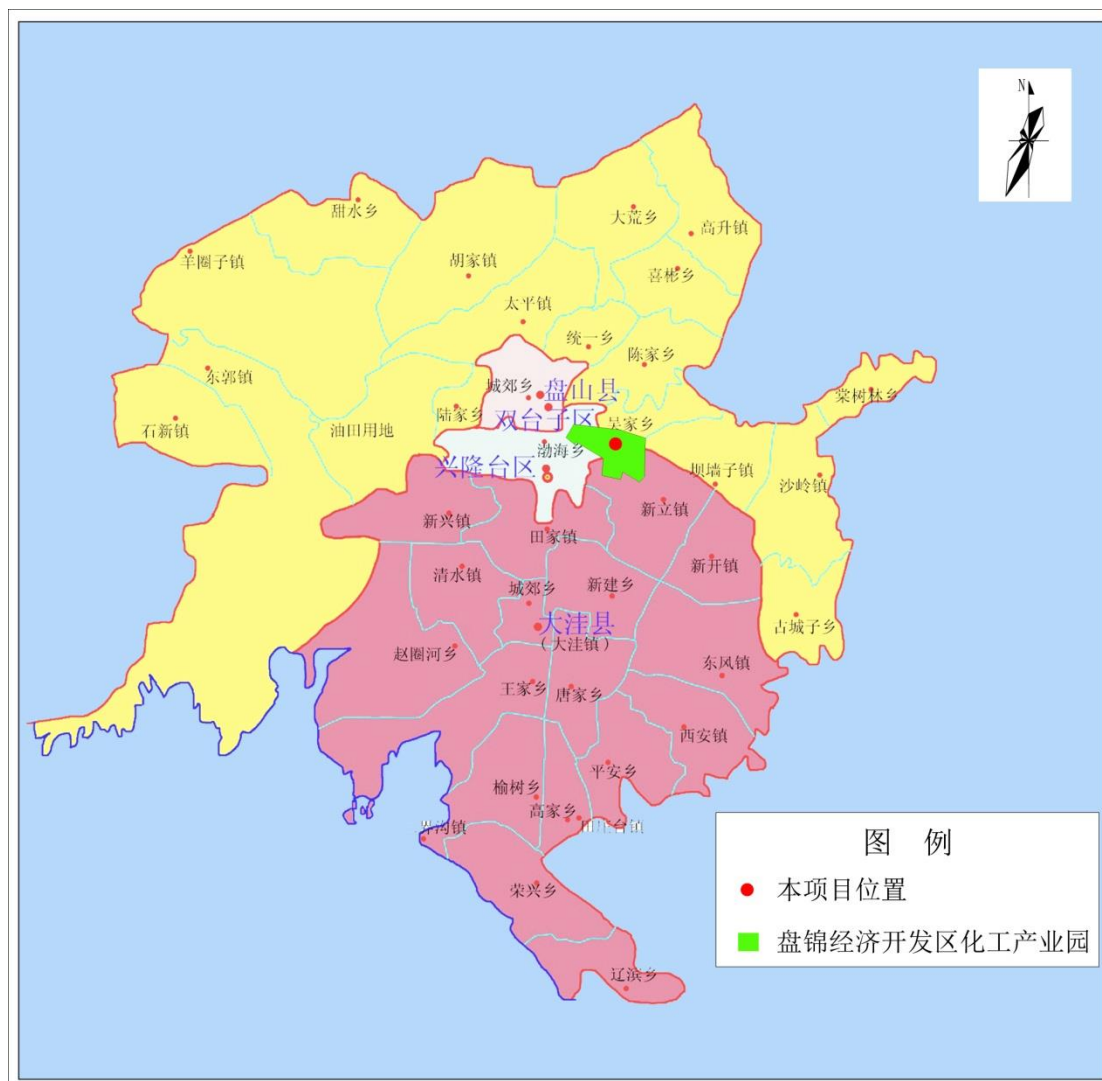 N
甜水乡
大荒乡
高升镇
羊圈子镇
胡家镇
喜彬乡
太平镇
统一乡
陈家乡
东郭镇
城郊乡
盘山县
棠树林乡
石新镇
油田用地
陆家乡
双台子区
吴家乡
渤海乡
兴隆台区
坝墙子镇
沙岭镇
新兴镇
新立镇
田家镇
清水镇
新开镇
城郊乡
新建乡
大洼县
(大洼镇)
古城子乡
赵圈河乡
东风镇
王家乡
唐家乡
西安镇
平安乡
榆树乡
高家乡
荣兴乡
辽滨乡
图 例
本项目位置
盘锦经济开发区化工产业园